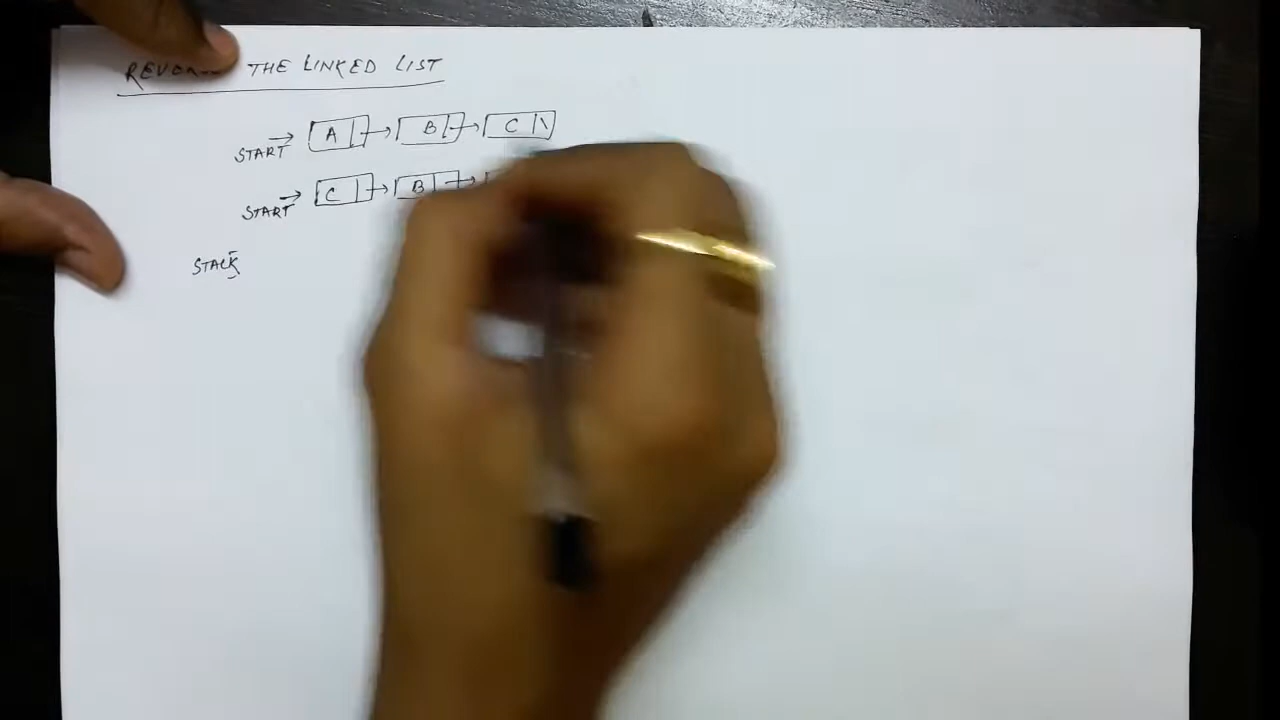 THE LINKED LIST
START → A → B → C \
START → C → B →
STACK